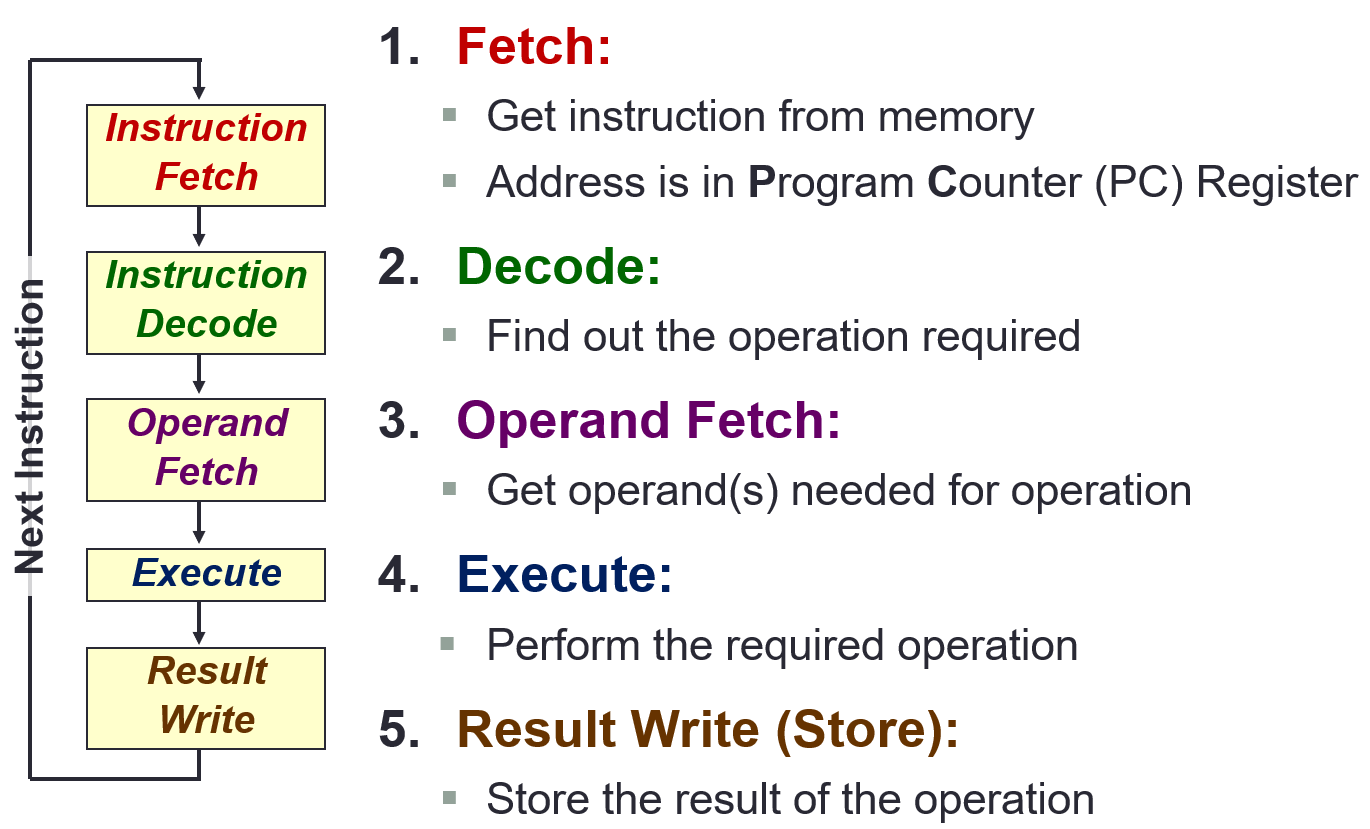 Next Instruction
Instruction
Fetch
Instruction
Decode
Operand
Fetch
Execute
Result
Write
1. Fetch:
▪ Get instruction from memory
▪ Address is in Program Counter (PC) Register
2. Decode:
▪ Find out the operation required
3. Operand Fetch:
▪ Get operand(s) needed for operation
4. Execute:
▪ Perform the required operation
5. Result Write (Store):
▪ Store the result of the operation